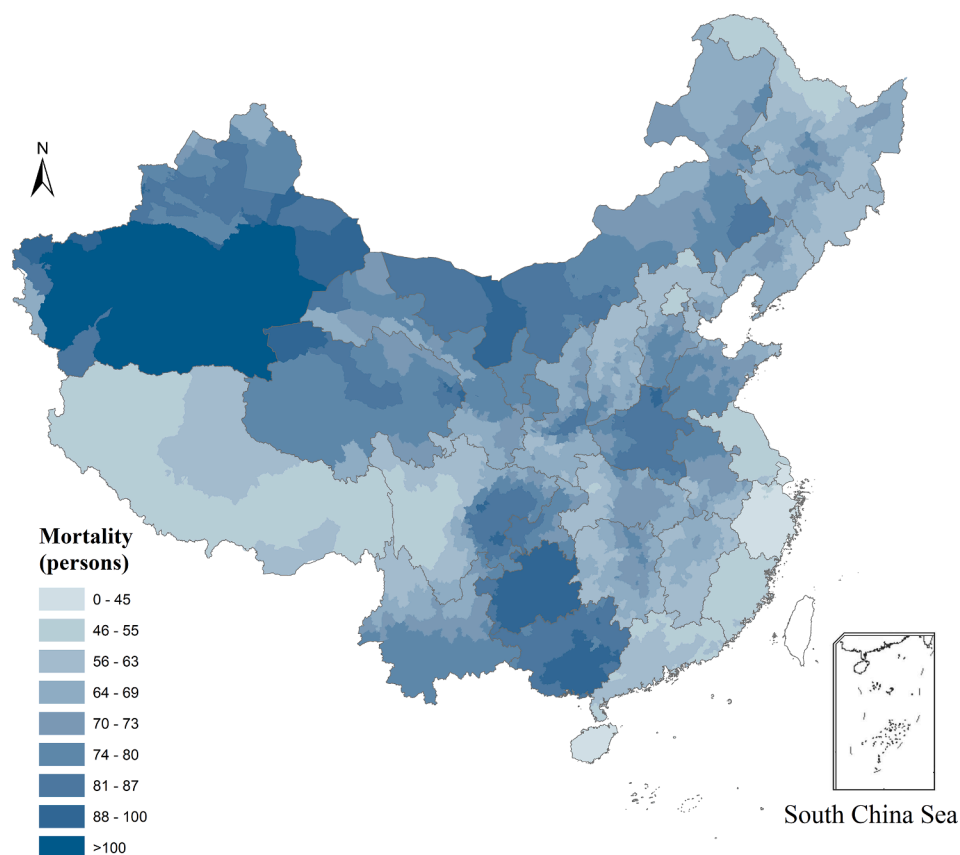 N
Mortality
(persons)
0 - 45
46 - 55
56 - 63
64 - 69
70 - 73
74 - 80
81 - 87
88 - 100
>100
South China Sea